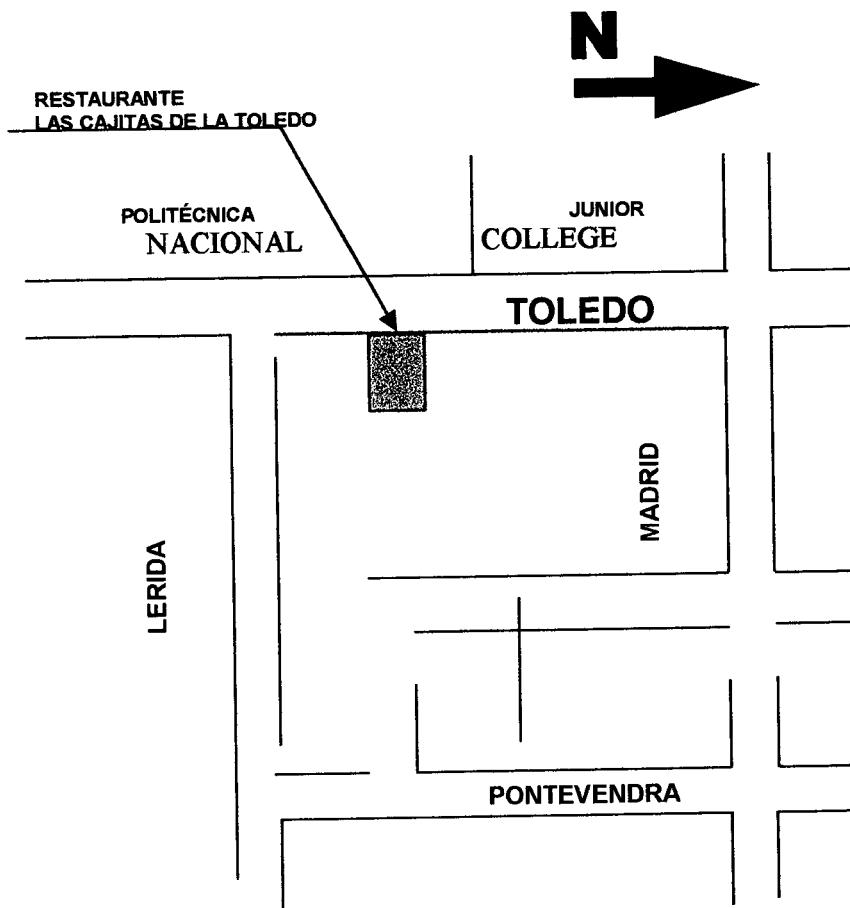 N
RESTAURANTE
LAS CAJITAS DE LA TOLEDO
POLITÉCNICA
NACIONAL
JUNIOR
COLLEGE
TOLEDO
MADRID
LERIDA
PONTEVENDRA